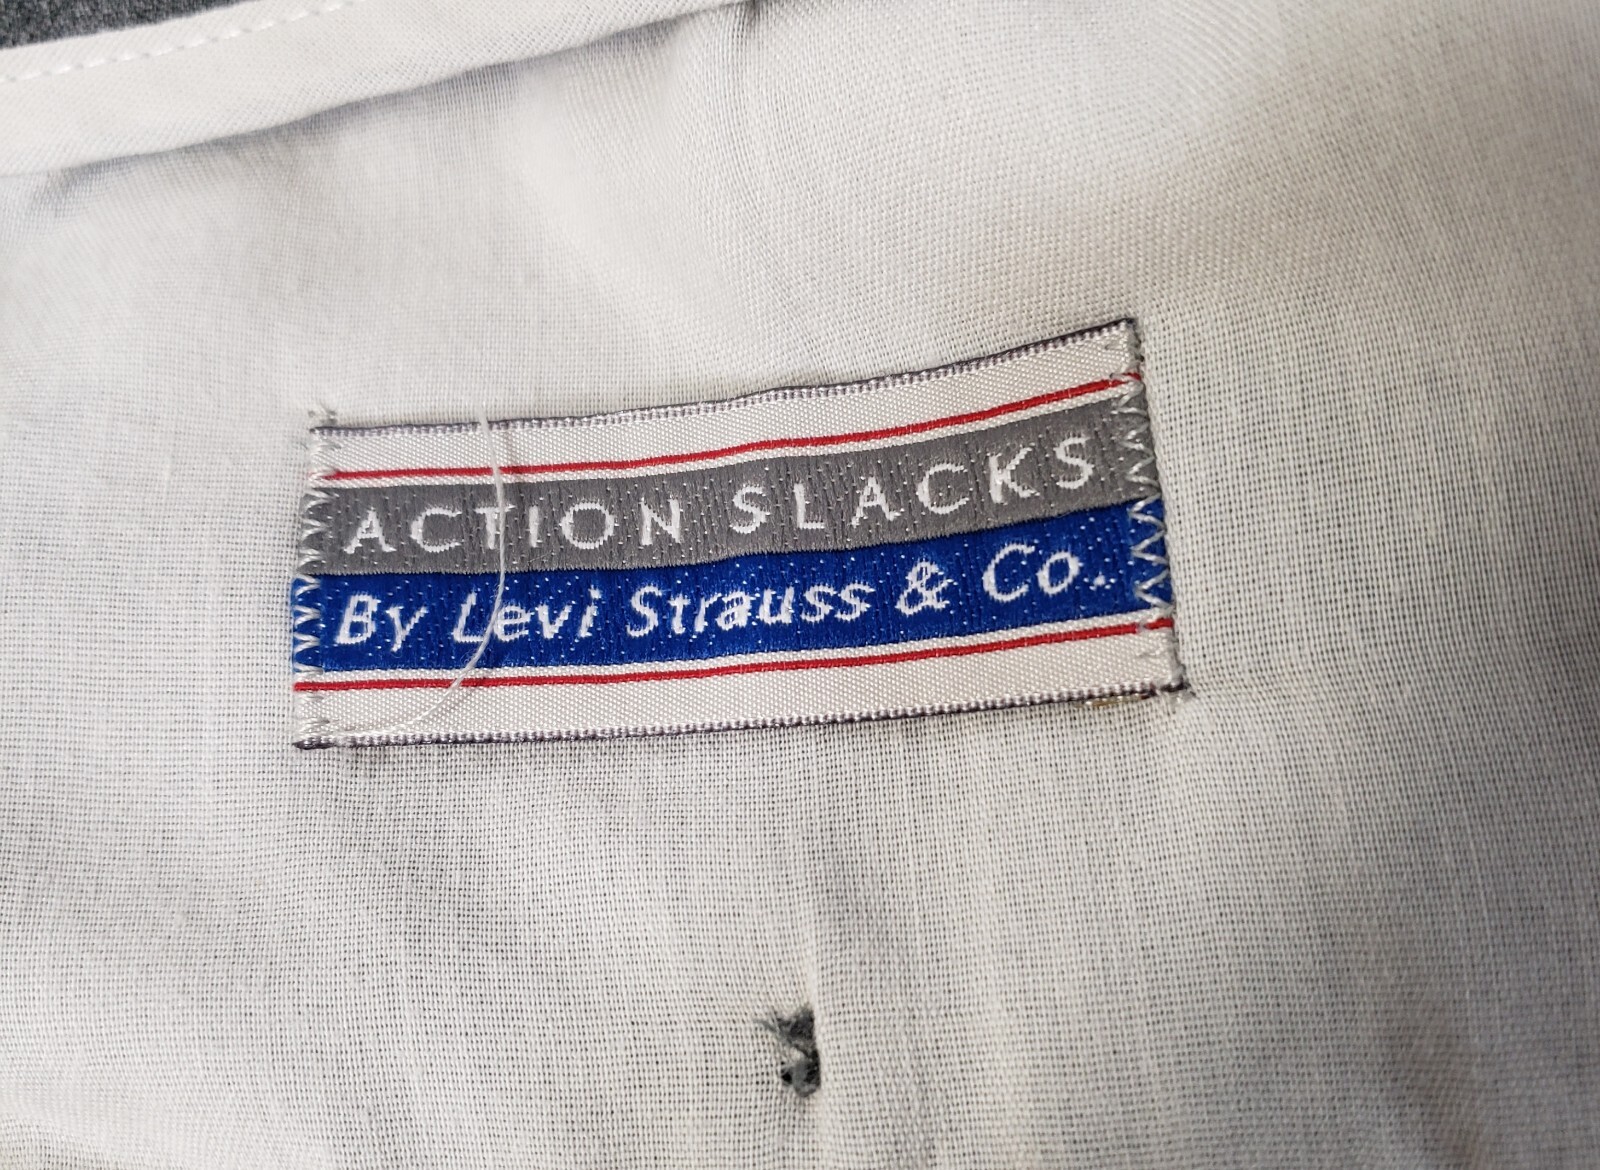 ACTION SLACKS
By Levi Strauss & Co.